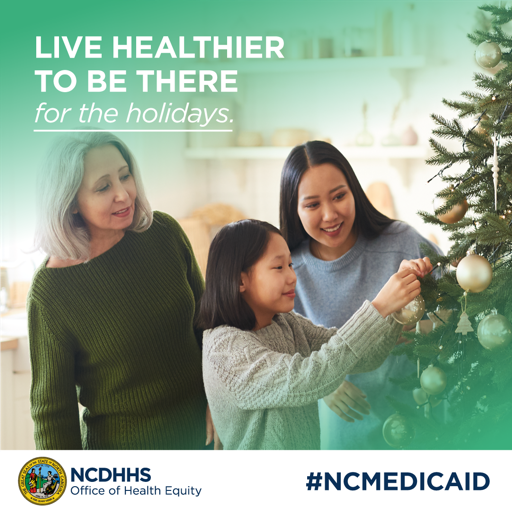 LIVE HEALTHIER
TO BE THERE
for the holidays.
NCDHHS
Office of Health Equity
#NCMEDICAID